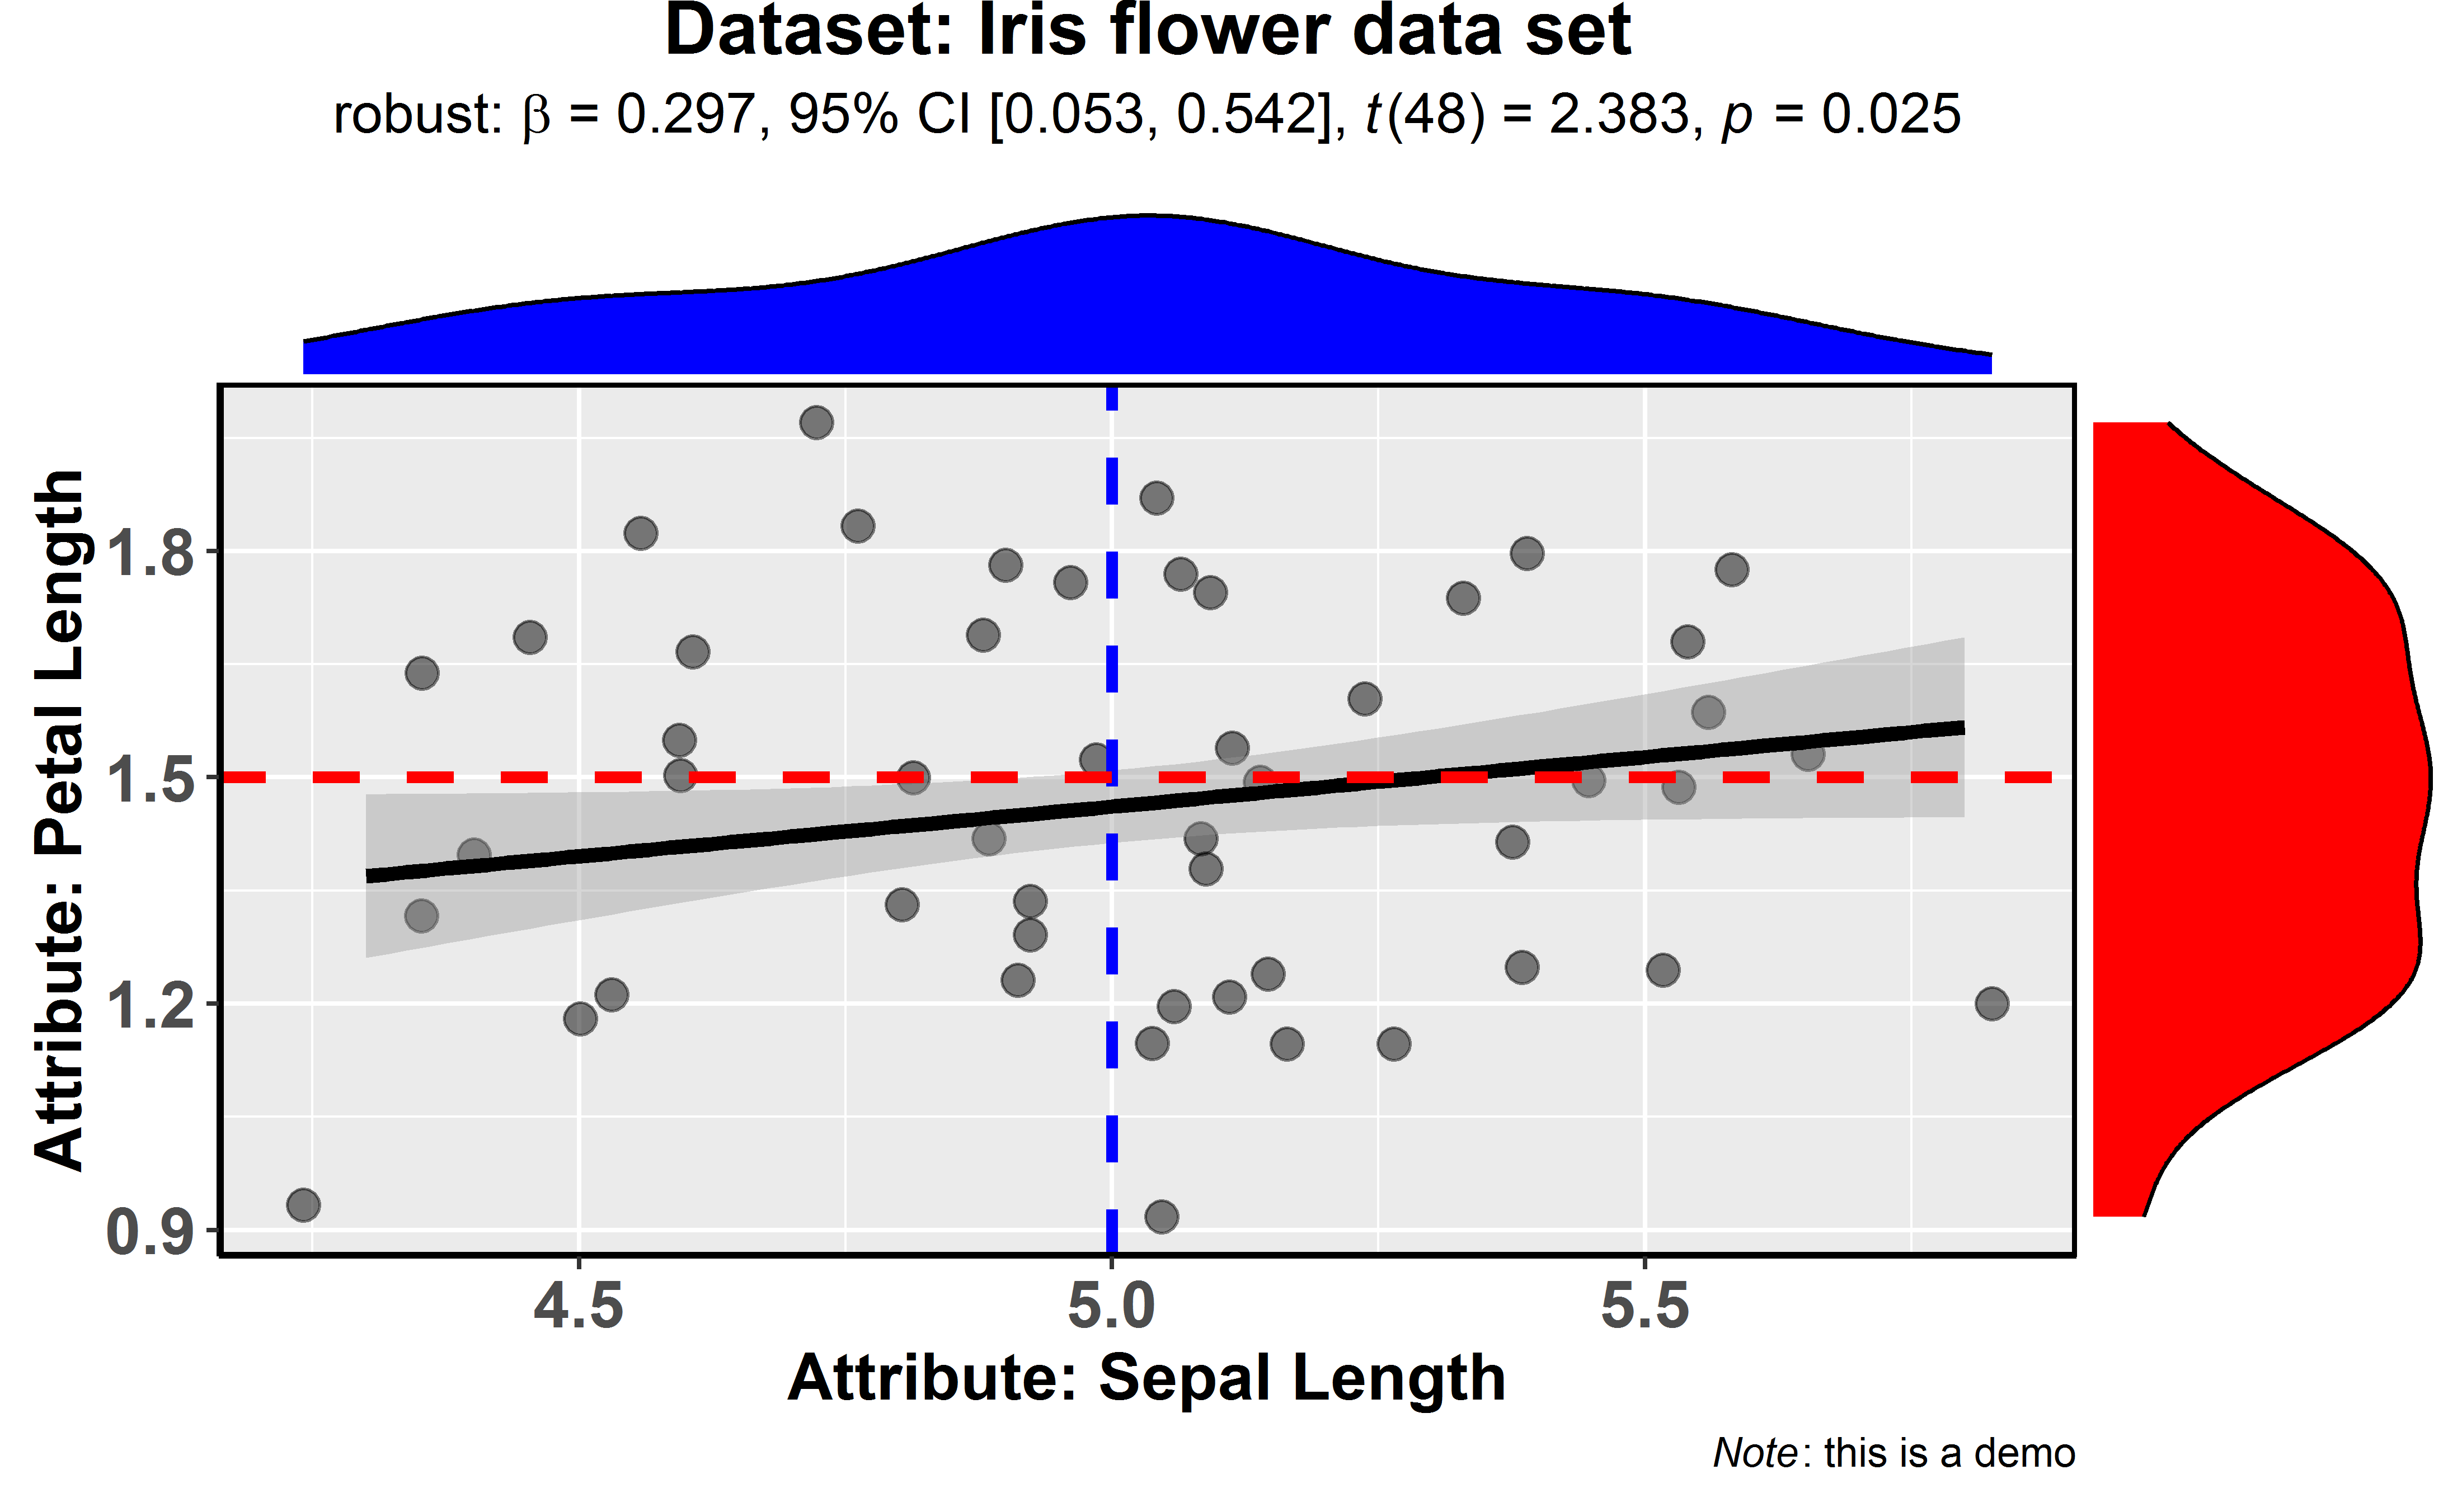 Dataset: Iris flower data set
robust: β = 0.297, 95% CI [0.053, 0.542], t(48) = 2.383, p = 0.025
Attribute: Petal Length
1.8
1.5
1.2
0.9
4.5 5.0 5.5
Attribute: Sepal Length
Note: this is a demo